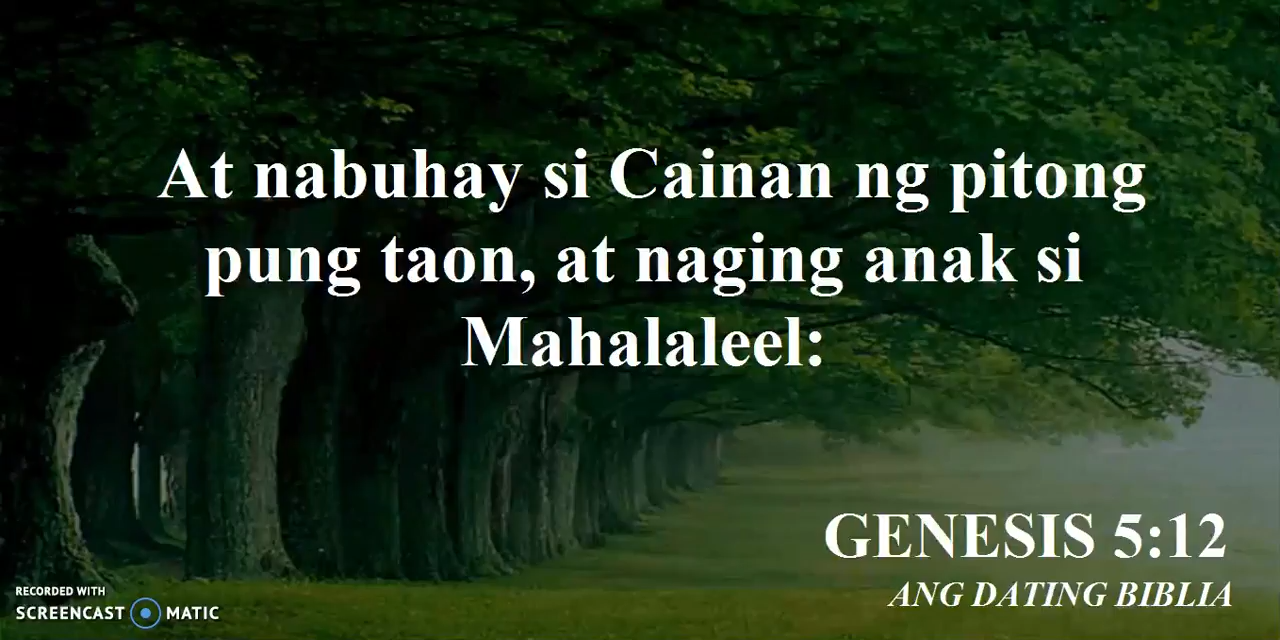 At nabuhay si Cainan ng pitong
pung taon, at naging anak si
Mahalaleel:
GENESIS 5:12
ANG DATING BIBLIA
RECORDED WITH
SCREENCAST MATIC